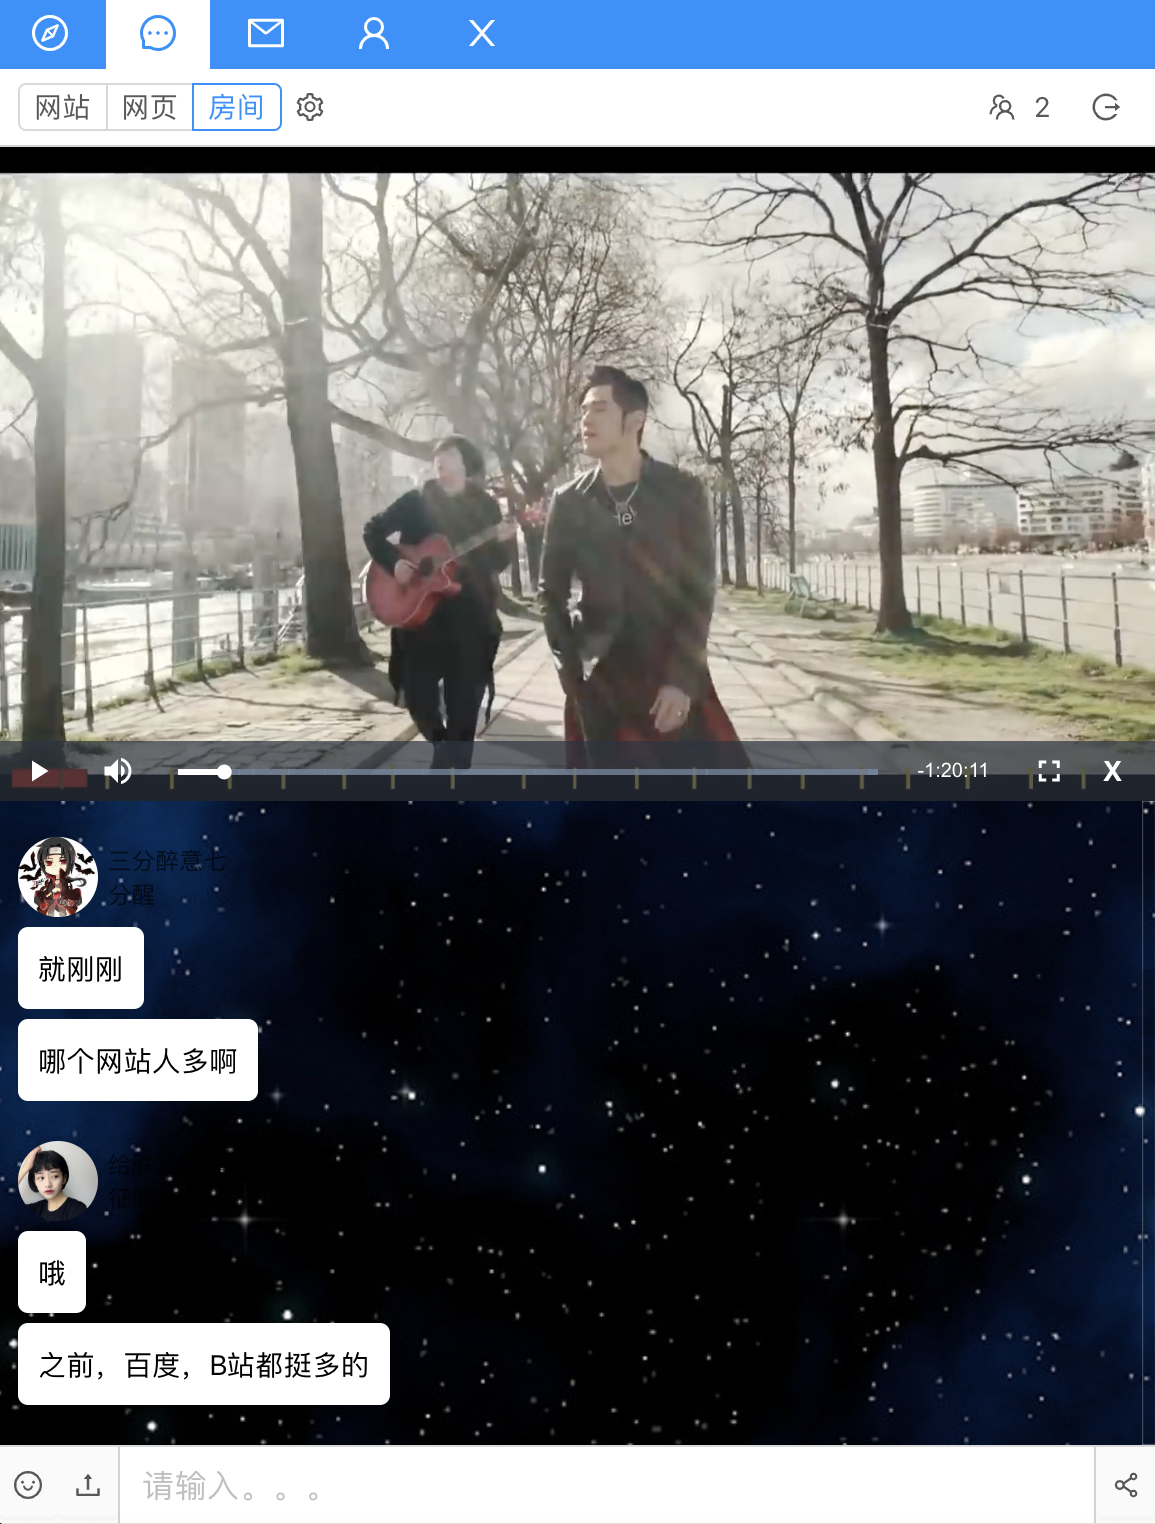 网站 网页 房间 2
-1:20:11 X
三分醉意七
分醒
就刚刚
哪个网站人多啊
哦
之前，百度，B站都挺多的
请输入。。。